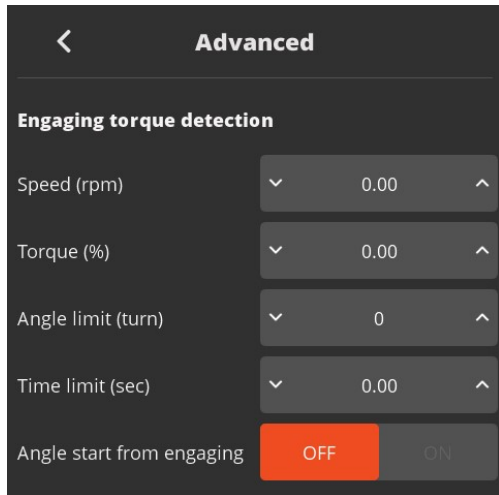 Advanced
Engaging torque detection
Speed (rpm) 0.00
Torque (%) 0.00
Angle limit (turn) 0
Time limit (sec) 0.00
Angle start from engaging OFF ON